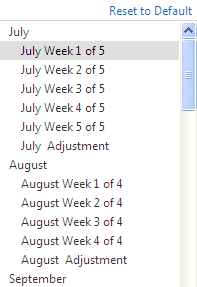 Reset to Default
July
July Week 1 of 5
July Week 2 of 5
July Week 3 of 5
July Week 4 of 5
July Week 5 of 5
July  Adjustment
August
August Week 1 of 4
August Week 2 of 4
August Week 3 of 4
August Week 4 of 4
August  Adjustment
September